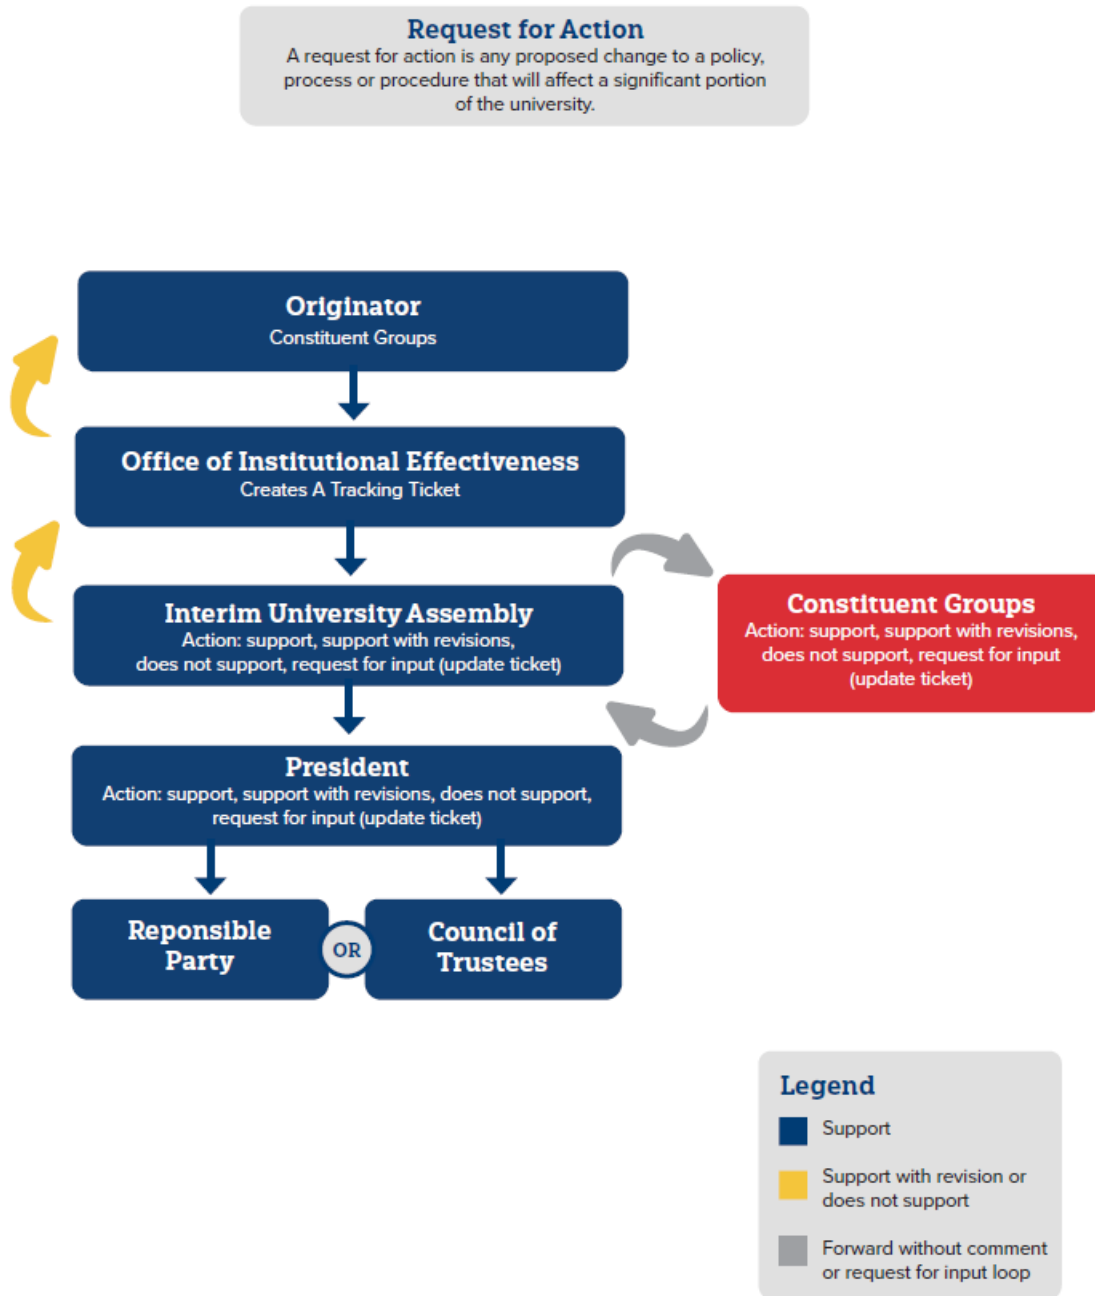 Request for Action
A request for action is any proposed change to a policy,
process or procedure that will affect a significant portion
of the university.
Originator
Constituent Groups
Office of Institutional Effectiveness
Creates A Tracking Ticket
Interim University Assembly
Action: support, support with revisions,
does not support, request for input (update ticket)
Constituent Groups
Action: support, support with revisions,
does not support, request for input
(update ticket)
President
Action: support, support with revisions, does not support,
request for input (update ticket)
Reponsible
Party
OR
Council of
Trustees
Legend
Support
Support with revision or
does not support
Forward without comment
or request for input loop